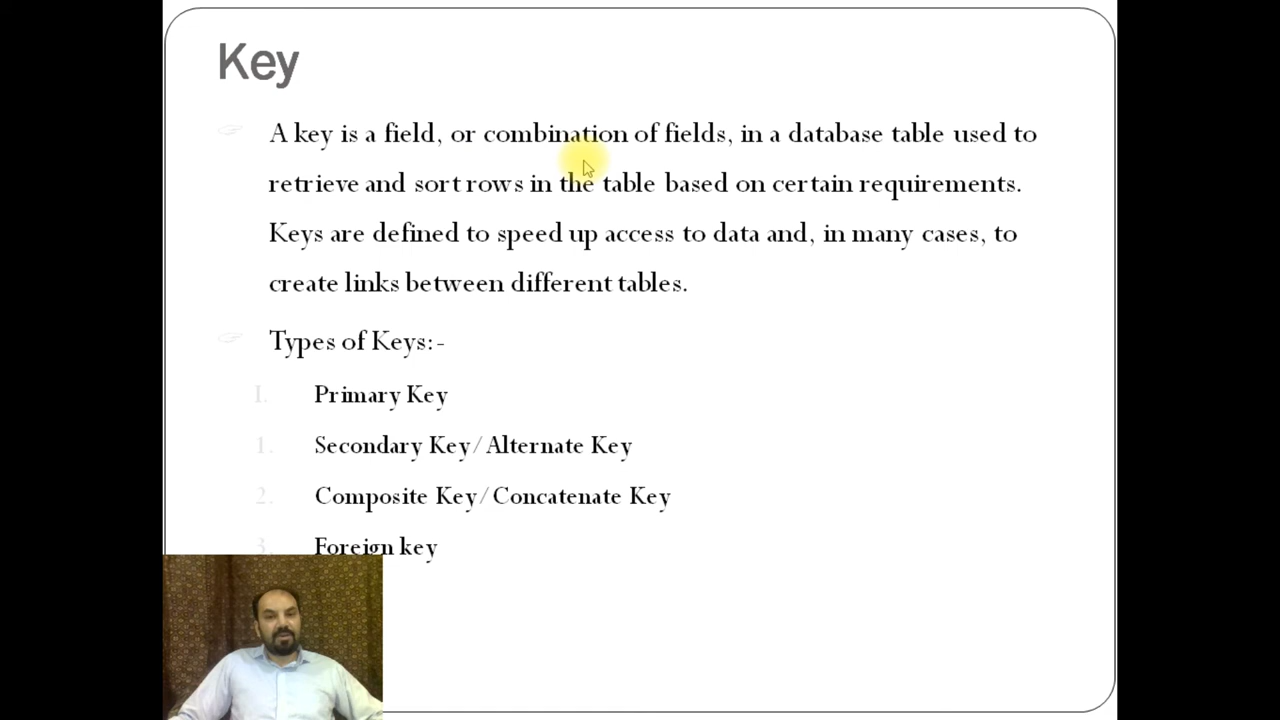 Key
A key is a field, or combination of fields, in a database table used to
retrieve and sort rows in the table based on certain requirements.
Keys are defined to speed up access to data and, in many cases, to
create links between different tables.
Types of Keys:-
I. Primary Key
1. Secondary Key/Alternate Key
2. Composite Key/Concatenate Key
3. Foreign key